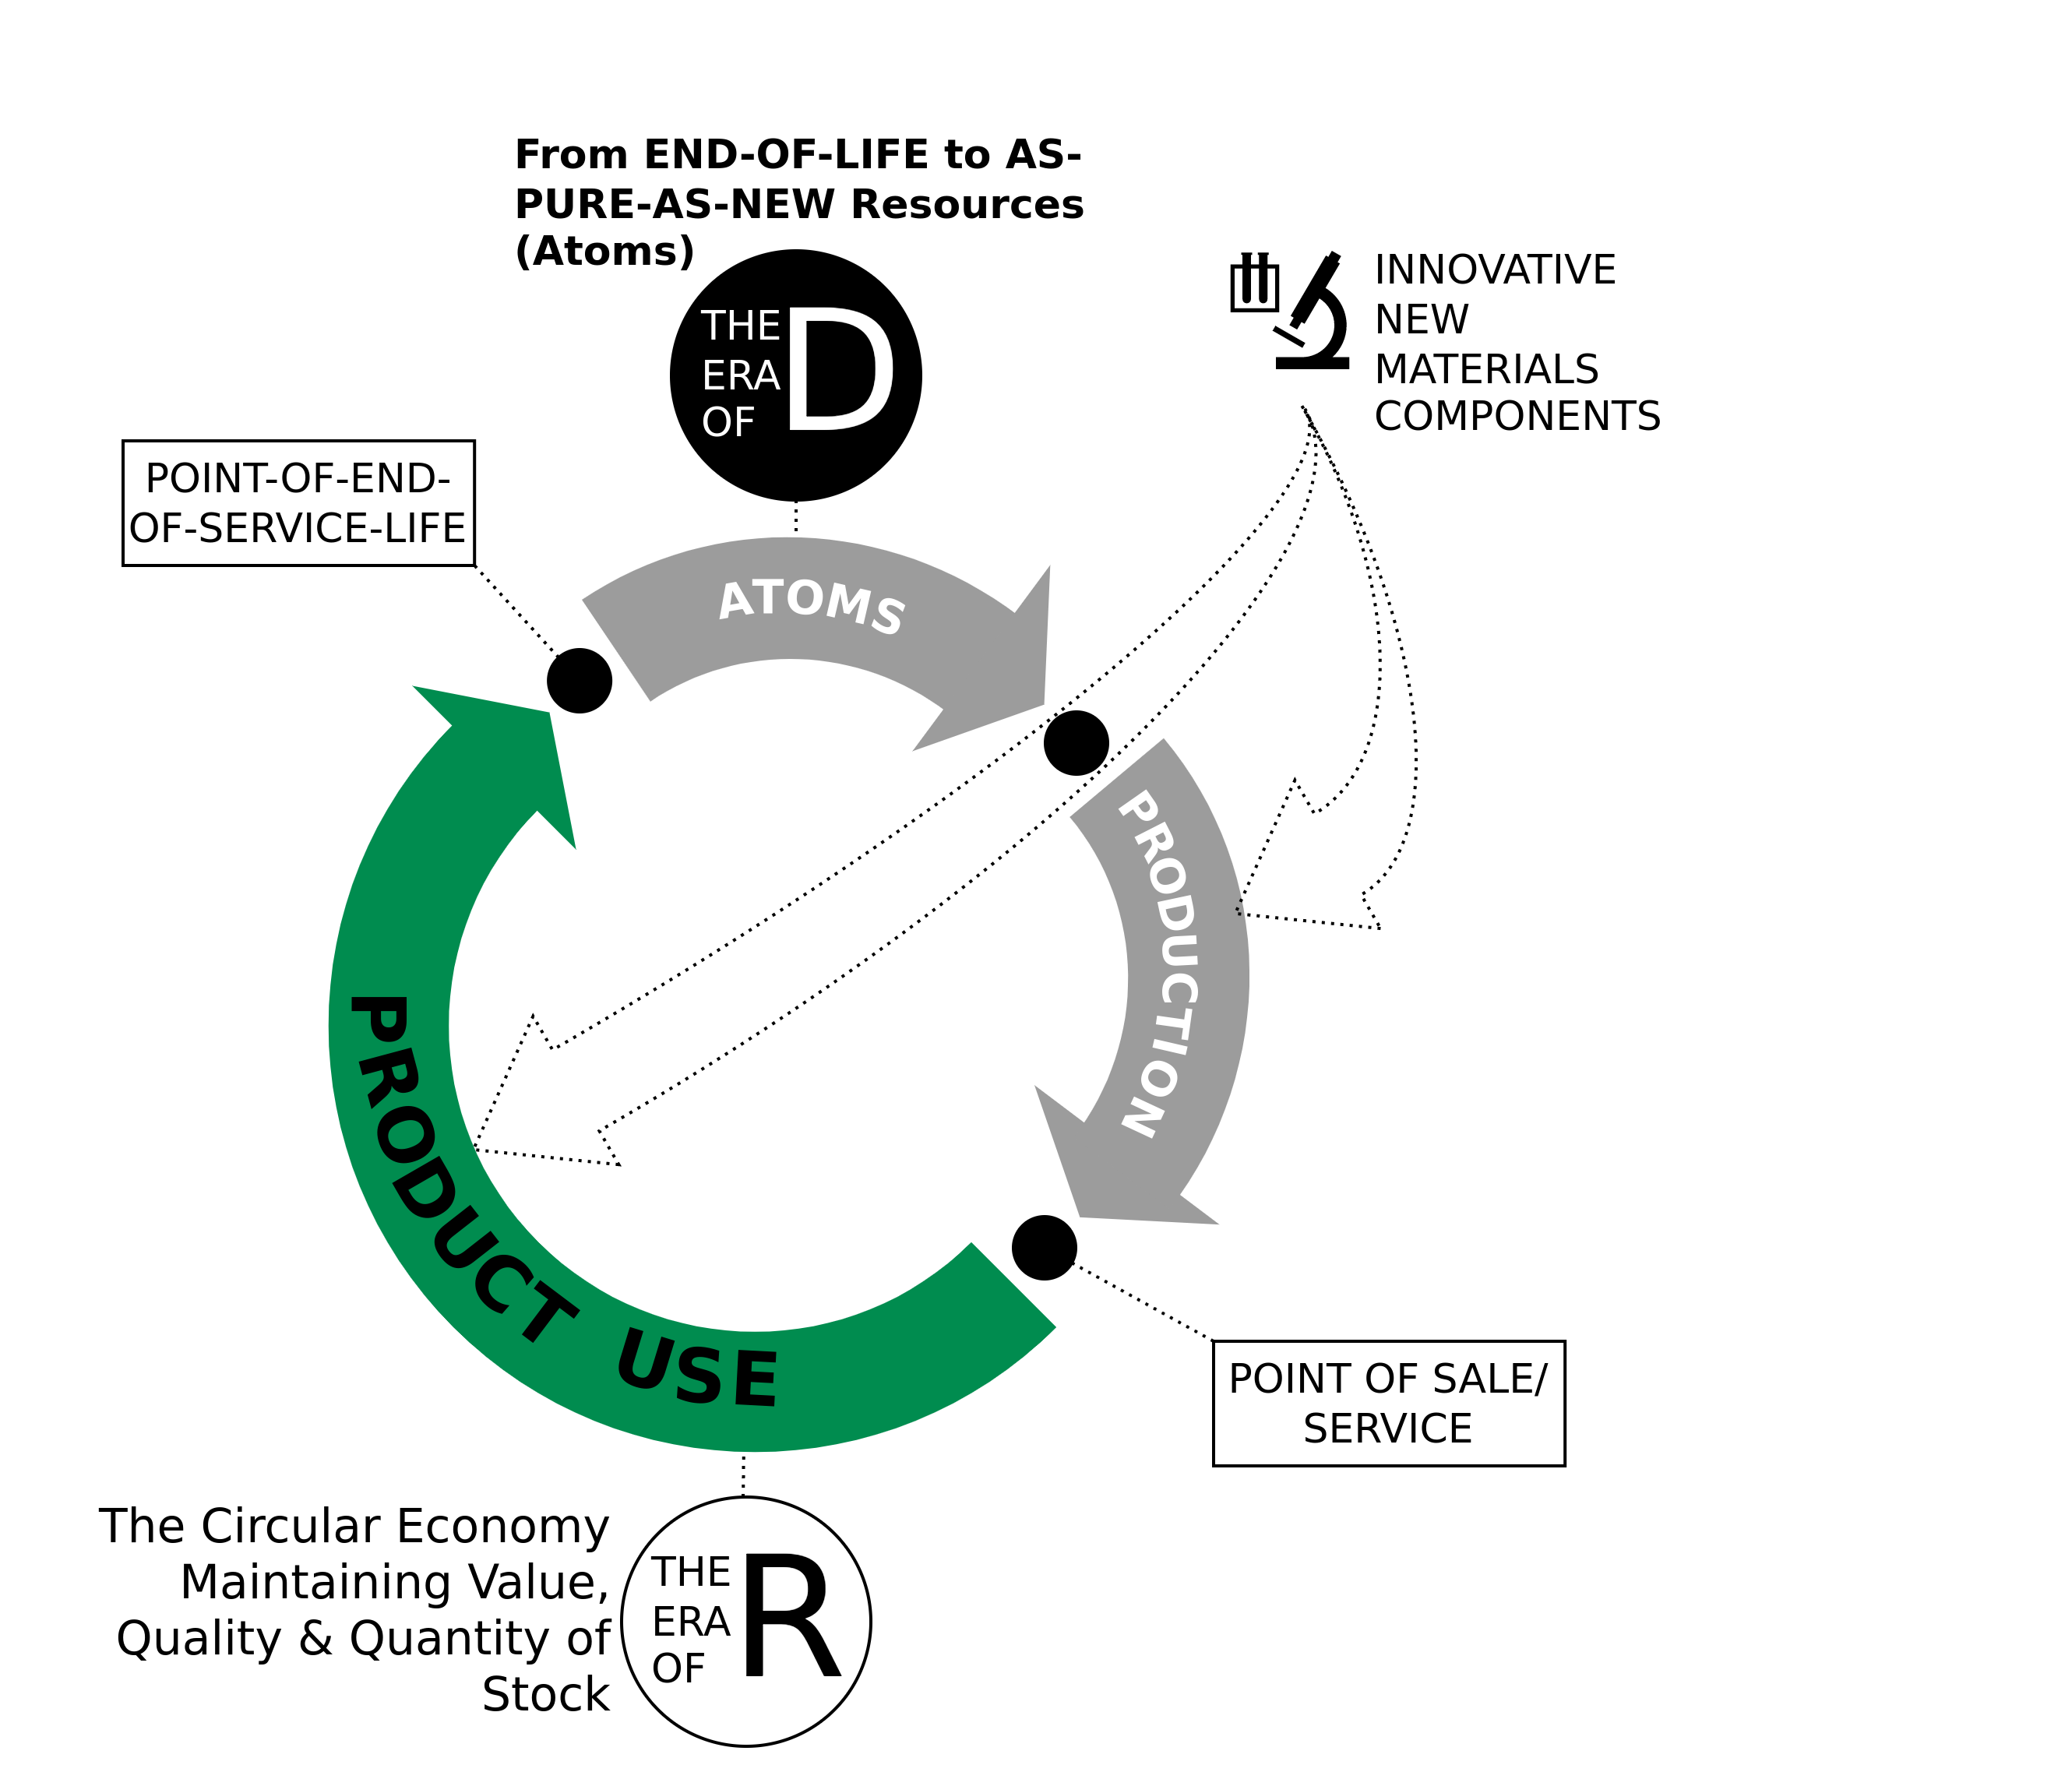 From END-OF-LIFE to AS-
PURE-AS-NEW Resources
(Atoms)
THE
ERA
OF
D
INNOVATIVE
NEW
MATERIALS
COMPONENTS
POINT-OF-END-
OF-SERVICE-LIFE
ATOMS
PRODUCTION
PRODUCT USE
POINT OF SALE/
SERVICE
The Circular Economy
Maintaining Value,
Quality & Quantity of
Stock
THE
ERA
OF
R